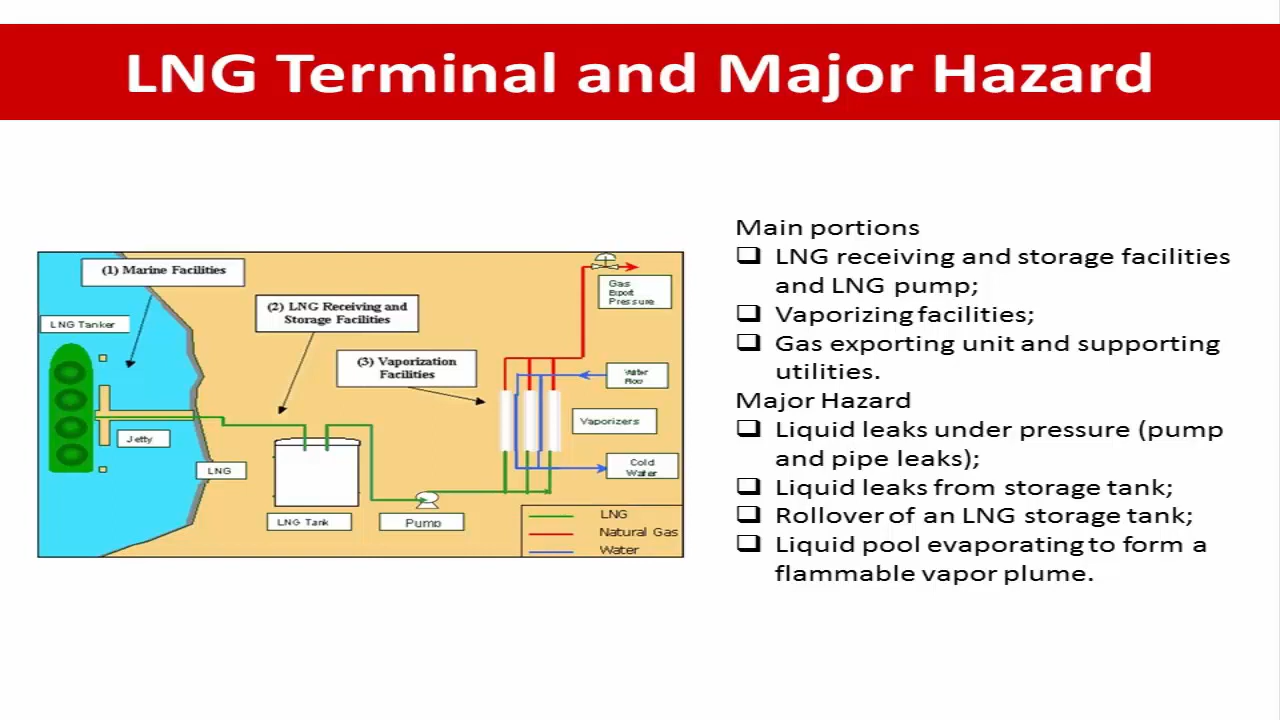 LNG Terminal and Major Hazard
(1) Marine Facilities
LNG Tanker
(2) LNG Receiving and
Storage Facilities
(3) Vaporization
Facilities
Gas
Export
Pressure
Water
Flow
Vaporizers
Cold
Water
Jetty
LNG
LNG Tank
Pump
LNG
Natural Gas
Water
Main portions
LNG receiving and storage facilities
and LNG pump;
Vaporizing facilities;
Gas exporting unit and supporting
utilities.
Major Hazard
Liquid leaks under pressure (pump
and pipe leaks);
Liquid leaks from storage tank;
Rollover of an LNG storage tank;
Liquid pool evaporating to form a
flammable vapor plume.